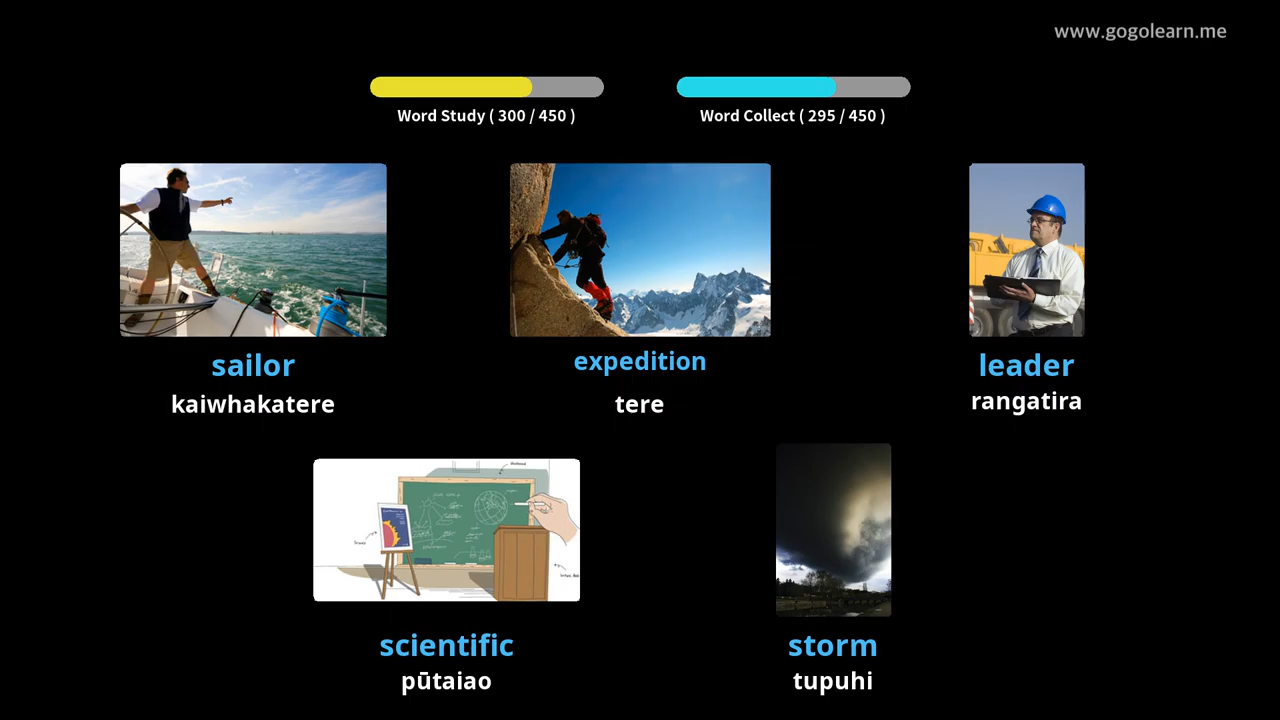 www.gogolearn.me
Word Study ( 300 / 450 )
Word Collect ( 295 / 450 )
sailor
kaiwhakatere
expedition
tere
leader
rangatira
scientific
pūtaiao
storm
tupuhi